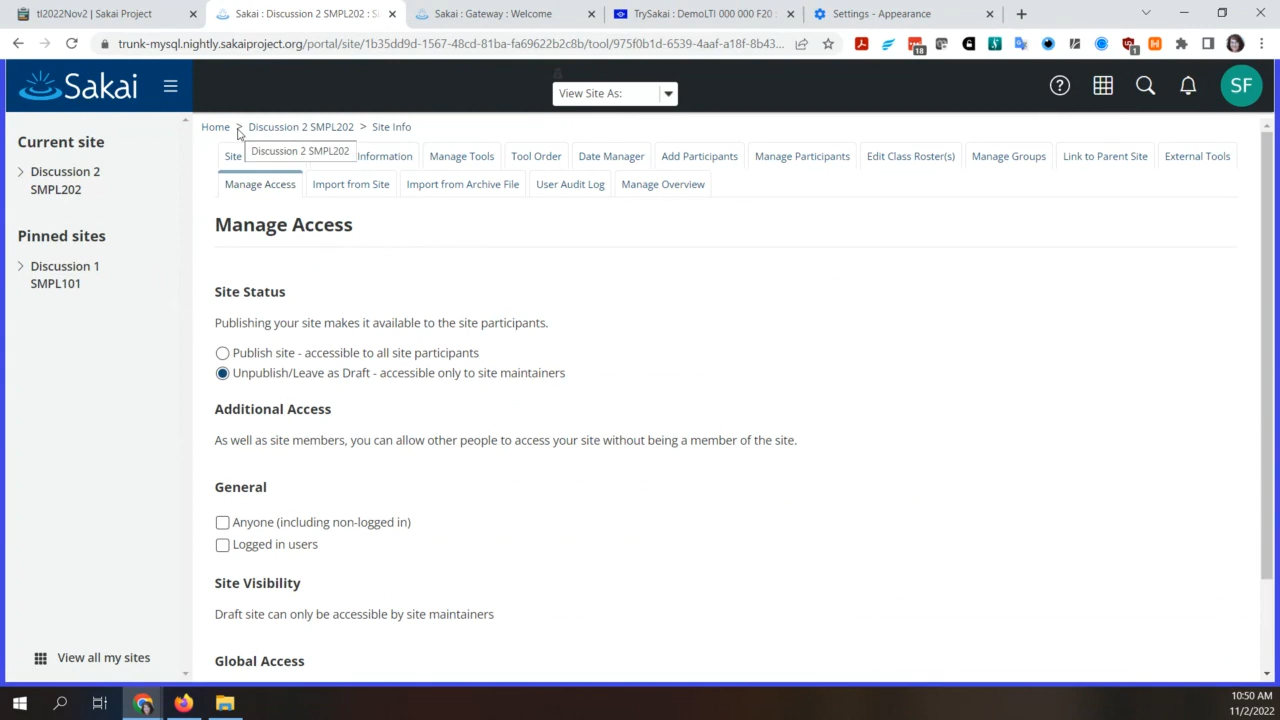 tl2022Nov2 | Sakai Project
Sakai : Discussion 2 SMPL202 : S
Sakai : Gateway : Welcome
TrySakai : DemoLTI 000 000 F20 :
Settings - Appearance
trunk-mysql.nightly.sakaiproject.org/portal/site/1b35dd9d-1567-48cd-81ba-fa69622b2c8b/tool/975f0b1d-6539-4aaf-a18f-8b43...
18
1
Sakai
View Site As:
SF
Current site
Discussion 2
SMPL202
Pinned sites
Discussion 1
SMPL101
View all my sites
Home > Discussion 2 SMPL202 > Site Info
Discussion 2 SMPL202
Site Information Manage Tools Tool Order Date Manager Add Participants Manage Participants Edit Class Roster(s) Manage Groups Link to Parent Site External Tools
Manage Access Import from Site Import from Archive File User Audit Log Manage Overview
Manage Access
Site Status
Publishing your site makes it available to the site participants.
Publish site - accessible to all site participants
Unpublish/Leave as Draft - accessible only to site maintainers
Additional Access
As well as site members, you can allow other people to access your site without being a member of the site.
General
Anyone (including non-logged in)
Logged in users
Site Visibility
Draft site can only be accessible by site maintainers
Global Access
10:50 AM
11/2/2022